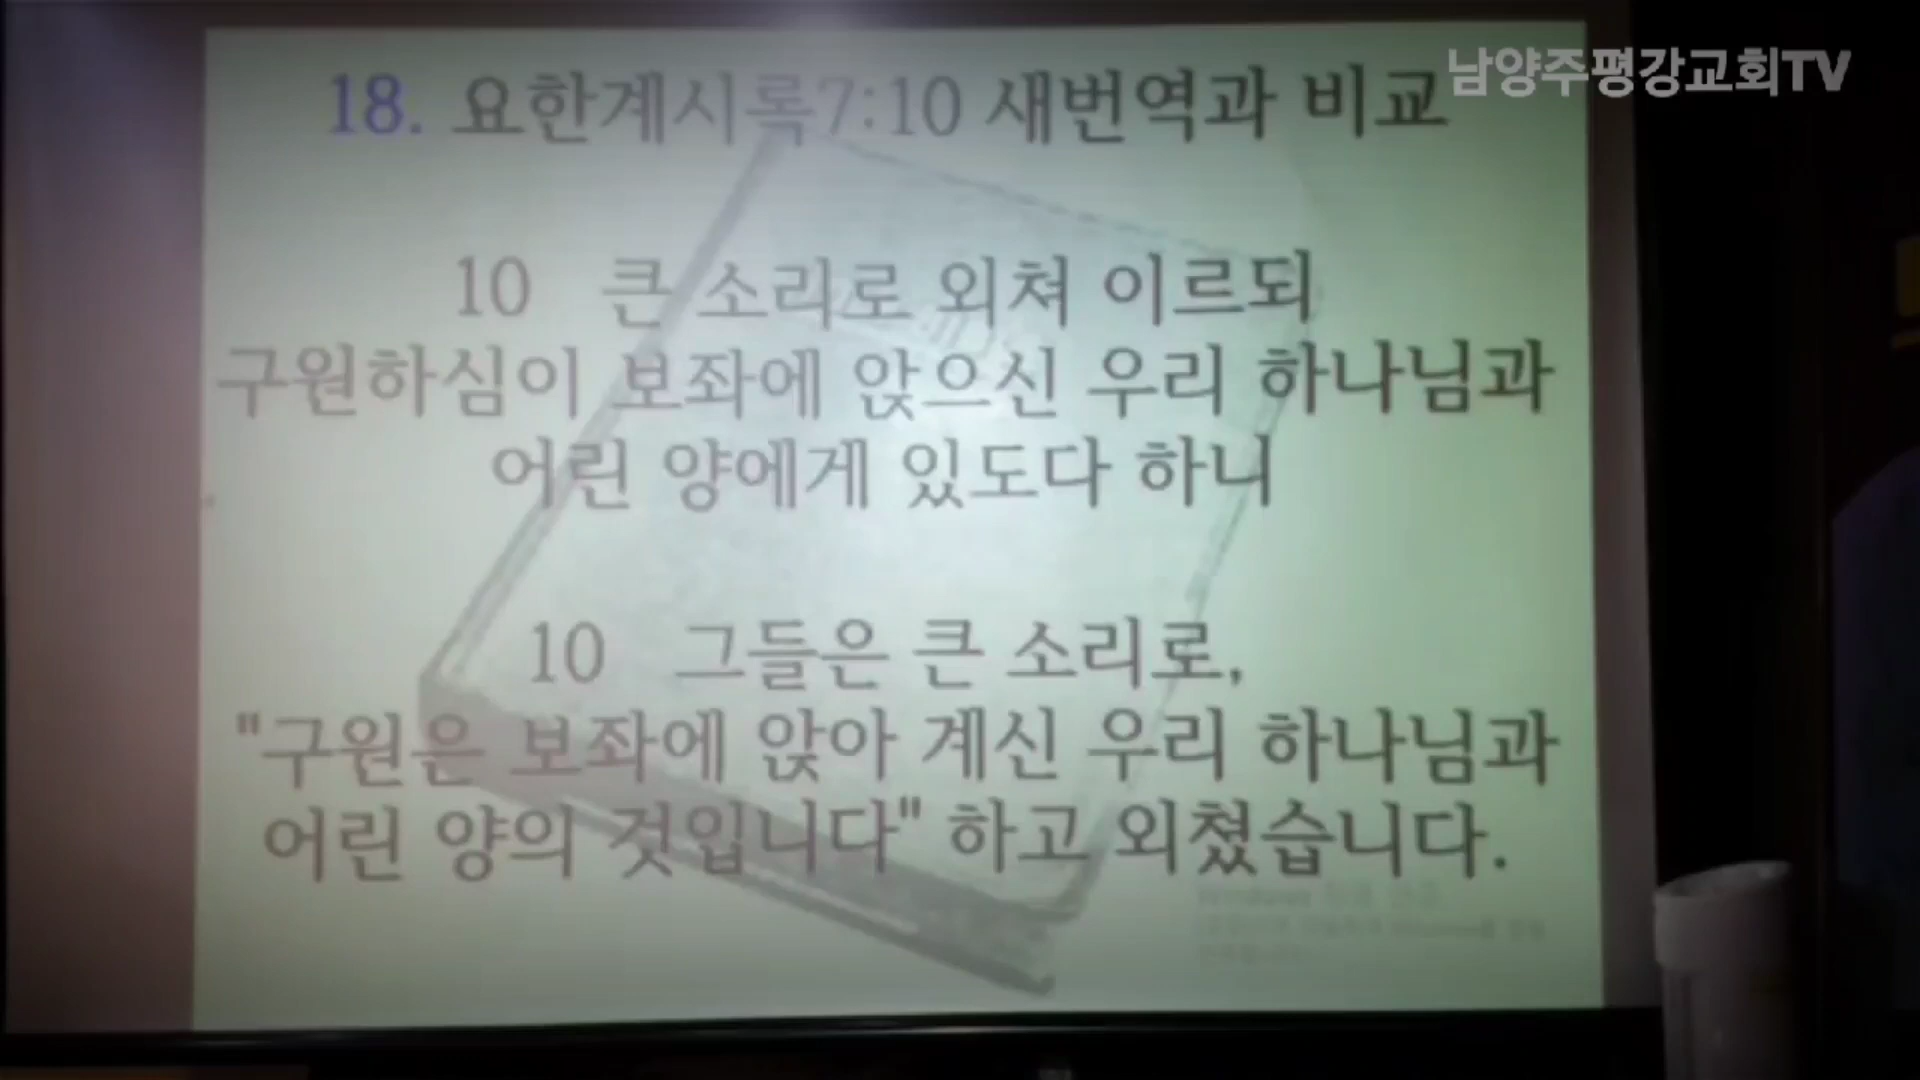 남양주평강교회TV
18. 요한계시록7:10 새번역과 비교
10 큰 소리로 외쳐 이르되
구원하심이 보좌에 앉으신 우리 하나님과
어린 양에게 있도다 하니
10 그들은 큰 소리로,
"구원은 보좌에 앉아 계신 우리 하나님과
어린 양의 것입니다" 하고 외쳤습니다.